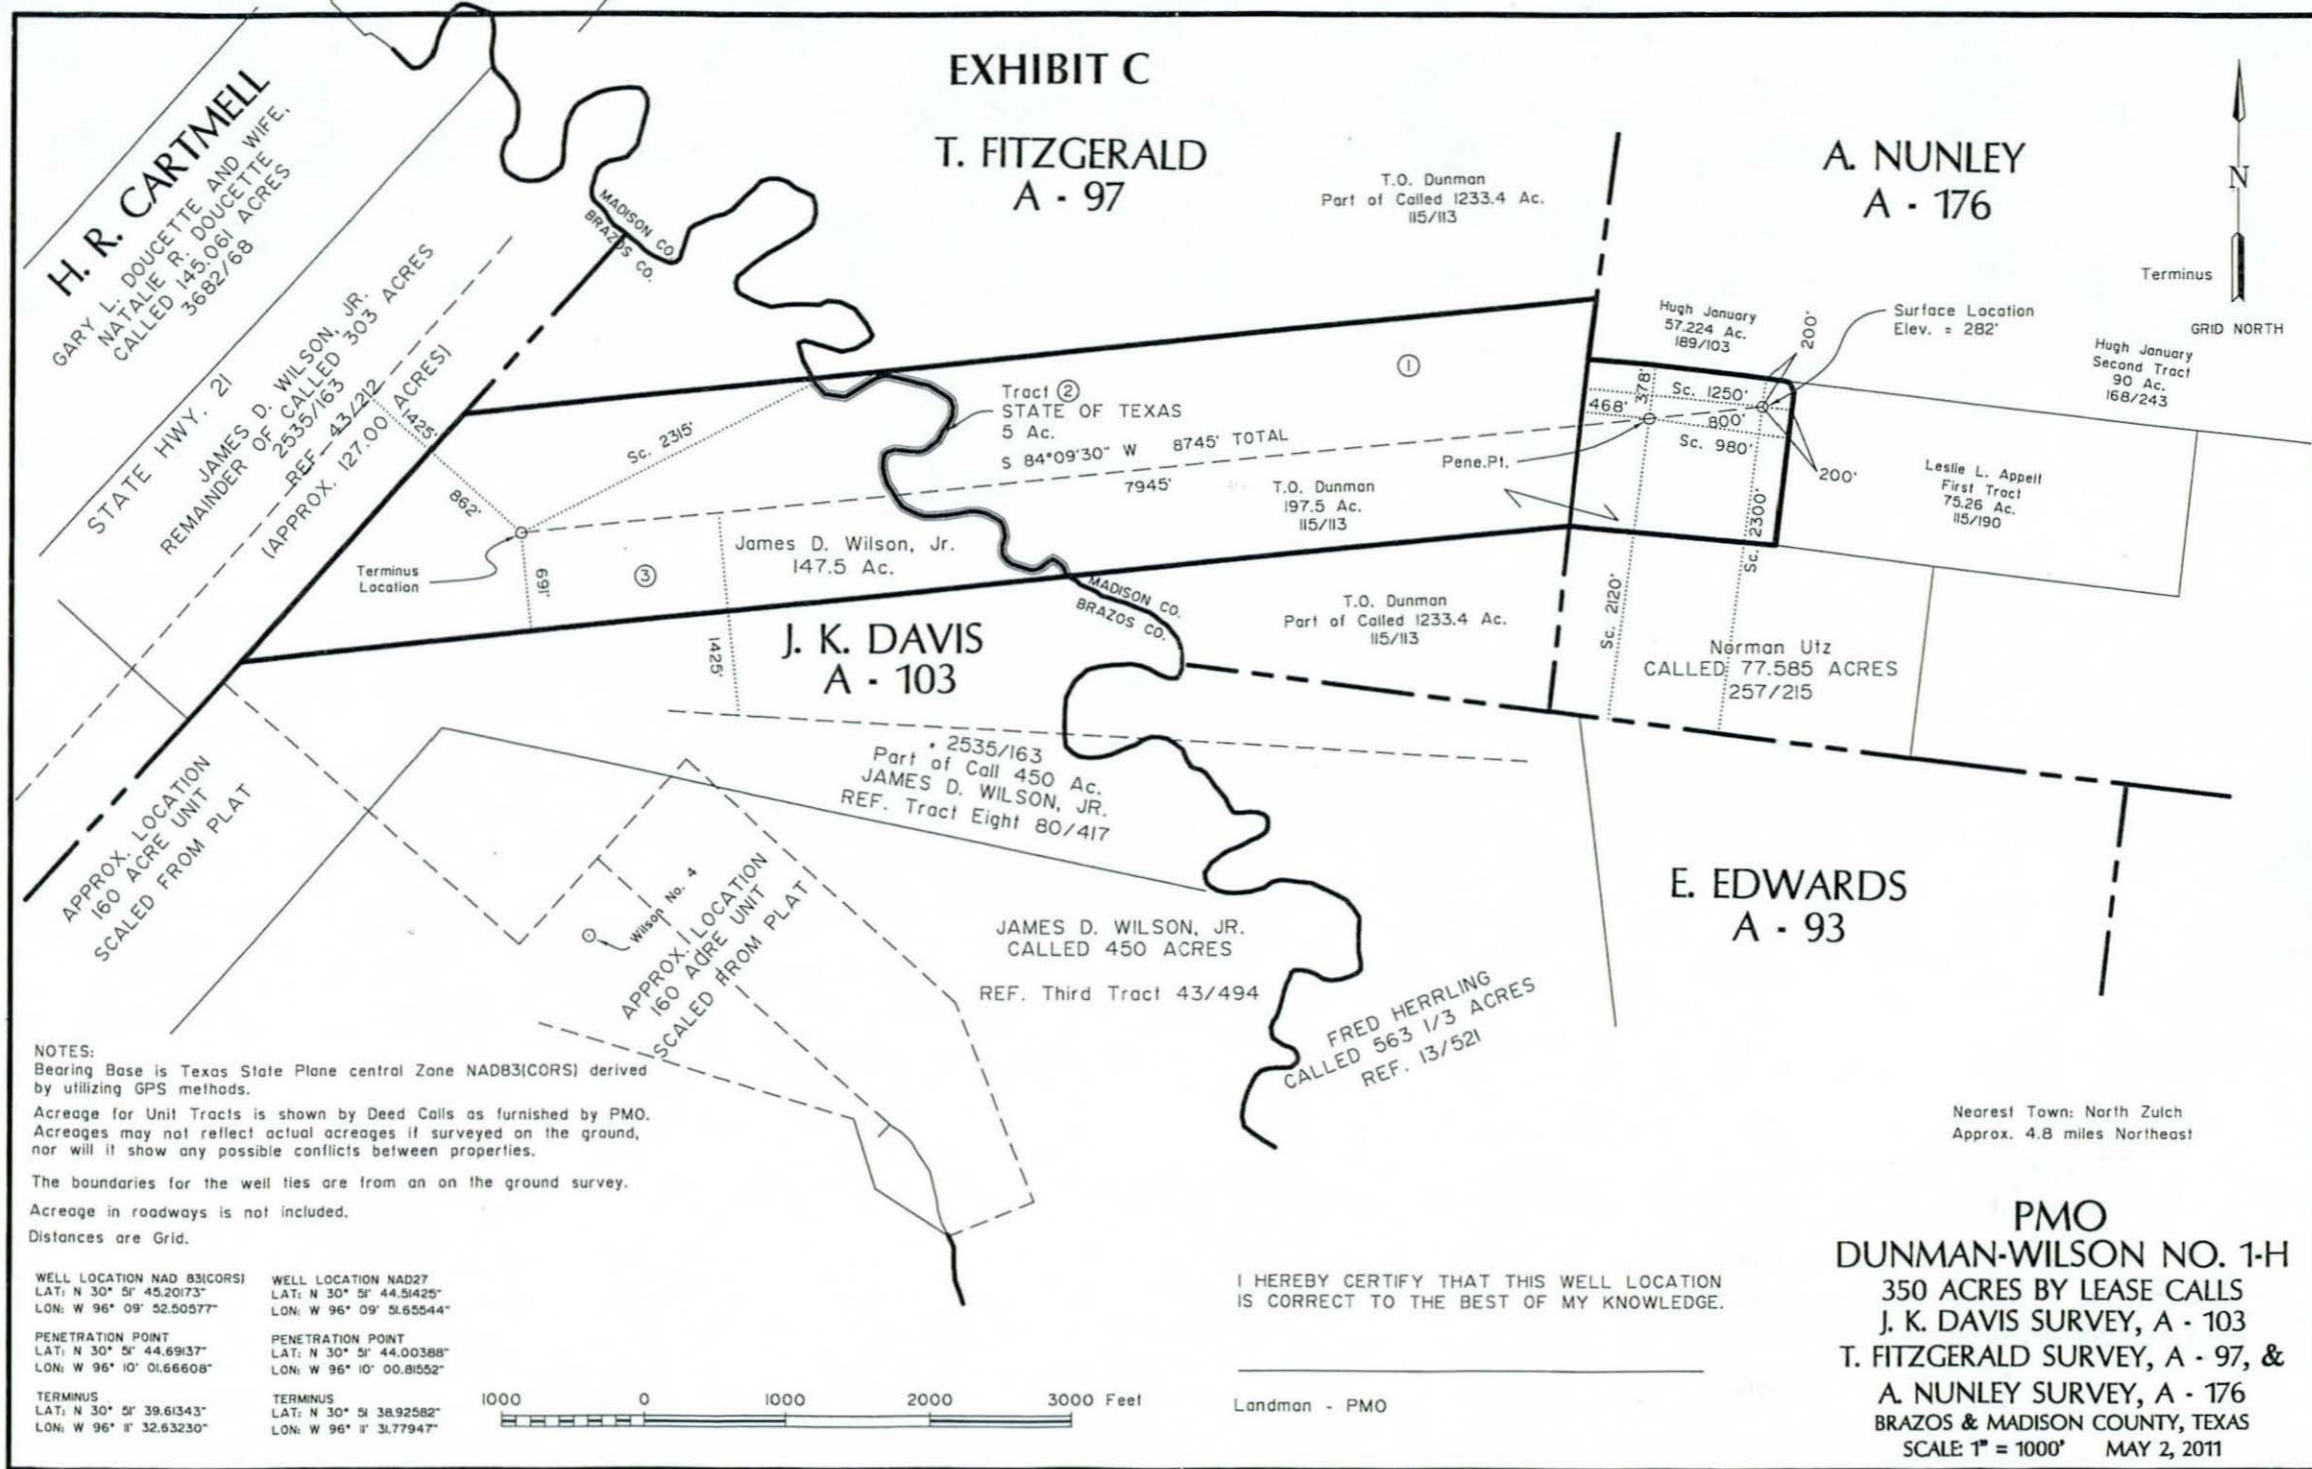 EXHIBIT C
H. R. CARTMELL
GARY L. DOUCETTE AND WIFE,
NATALIE R. DOUCETTE
CALLED 145.061 ACRES
3682/68
STATE HWY. 21
JAMES D. WILSON, JR.
REMAINDER OF CALLED 303 ACRES
2535/163
REF. 43/212
(APPROX. 127.00 ACRES)
T. FITZGERALD
A - 97
MADISON CO.
BRAZOS CO.
T.O. Dunman
Part of Called 1233.4 Ac.
115/113
A. NUNLEY
A - 176
N
Terminus
GRID NORTH
Hugh January
57.224 Ac.
189/103
200'
Surface Location
Elev. = 282'
Hugh January
Second Tract
90 Ac.
168/243
1
Tract 2
STATE OF TEXAS
5 Ac.
S 84°09'30" W 8745' TOTAL
7945'
378'
Sc. 1250'
468'
800'
Sc. 980'
200'
Pene.Pt.
T.O. Dunman
197.5 Ac.
115/113
Leslie L. Appelt
First Tract
75.26 Ac.
115/190
1425'
862'
Sc. 2315'
Terminus
Location
691'
3
James D. Wilson, Jr.
147.5 Ac.
1425'
J. K. DAVIS
A - 103
MADISON CO.
BRAZOS CO.
T.O. Dunman
Part of Called 1233.4 Ac.
115/113
Sc. 2120'
Sc. 2300'
Norman Utz
CALLED 77.585 ACRES
257/215
2535/163
Part of Call 450 Ac.
JAMES D. WILSON, JR.
REF. Tract Eight 80/417
APPROX. LOCATION
160 ACRE UNIT
SCALED FROM PLAT
Wilson No. 4
APPROX. LOCATION
160 ACRE UNIT
SCALED FROM PLAT
JAMES D. WILSON, JR.
CALLED 450 ACRES
REF. Third Tract 43/494
E. EDWARDS
A - 93
FRED HERRLING
CALLED 563 1/3 ACRES
REF. 13/521
NOTES:
Bearing Base is Texas State Plane central Zone NAD83(CORS) derived
by utilizing GPS methods.
Acreage for Unit Tracts is shown by Deed Calls as furnished by PMO.
Acreages may not reflect actual acreages if surveyed on the ground,
nor will it show any possible conflicts between properties.
The boundaries for the well ties are from an on the ground survey.
Acreage in roadways is not included.
Distances are Grid.
WELL LOCATION NAD 83(CORS)
LAT: N 30° 51' 45.20173"
LON: W 96° 09' 52.50577"
WELL LOCATION NAD27
LAT: N 30° 51' 44.51425"
LON: W 96° 09' 51.65544"
PENETRATION POINT
LAT: N 30° 51' 44.69137"
LON: W 96° 10' 01.66608"
PENETRATION POINT
LAT: N 30° 51' 44.00388"
LON: W 96° 10' 00.81552"
TERMINUS
LAT: N 30° 51' 39.61343"
LON: W 96° 11' 32.63230"
TERMINUS
LAT: N 30° 51 38.92582"
LON: W 96° 11' 31.77947"
1000 0 1000 2000 3000 Feet
I HEREBY CERTIFY THAT THIS WELL LOCATION
IS CORRECT TO THE BEST OF MY KNOWLEDGE.
Landman - PMO
Nearest Town: North Zulch
Approx. 4.8 miles Northeast
PMO
DUNMAN-WILSON NO. 1-H
350 ACRES BY LEASE CALLS
J. K. DAVIS SURVEY, A - 103
T. FITZGERALD SURVEY, A - 97, &
A. NUNLEY SURVEY, A - 176
BRAZOS & MADISON COUNTY, TEXAS
SCALE: 1" = 1000' MAY 2, 2011